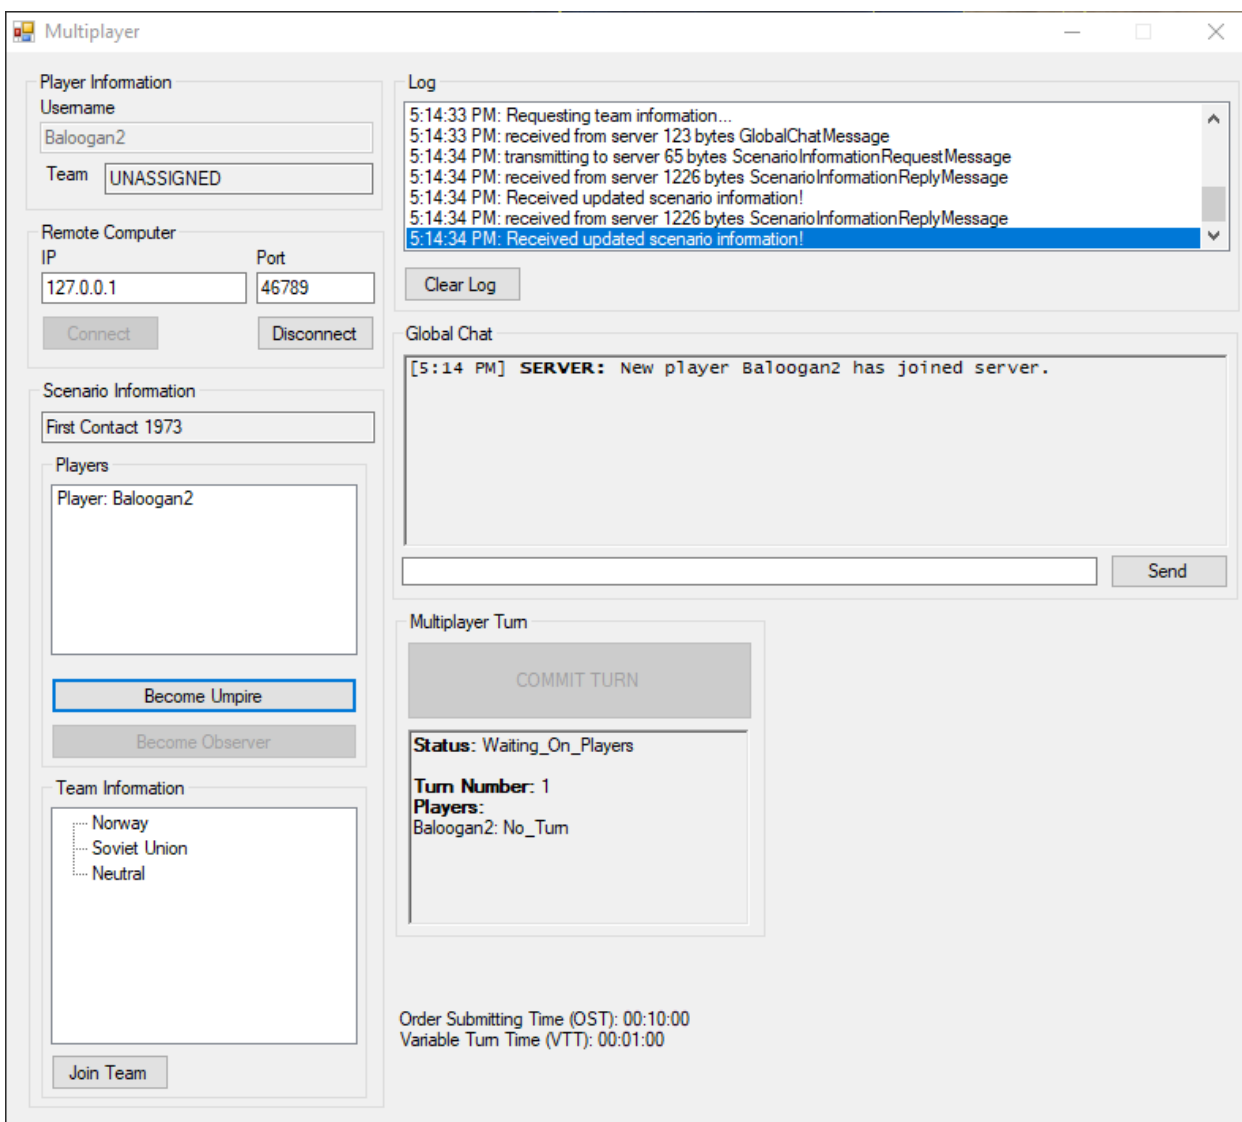 Multiplayer
Player Information
Username
Baloogan2
Team UNASSIGNED
Remote Computer
IP Port
127.0.0.1 46789
Connect Disconnect
Scenario Information
First Contact 1973
Players
Player: Baloogan2
Become Umpire
Become Observer
Team Information
Norway
Soviet Union
Neutral
Join Team
Log
5:14:33 PM: Requesting team information...
5:14:33 PM: received from server 123 bytes GlobalChatMessage
5:14:34 PM: transmitting to server 65 bytes ScenarioInformationRequestMessage
5:14:34 PM: received from server 1226 bytes ScenarioInformationReplyMessage
5:14:34 PM: Received updated scenario information!
5:14:34 PM: received from server 1226 bytes ScenarioInformationReplyMessage
5:14:34 PM: Received updated scenario information!
Clear Log
Global Chat
[5:14 PM] SERVER: New player Baloogan2 has joined server.
Send
Multiplayer Turn
COMMIT TURN
Status: Waiting_On_Players
Turn Number: 1
Players:
Baloogan2: No_Turn
Order Submitting Time (OST): 00:10:00
Variable Turn Time (VTT): 00:01:00